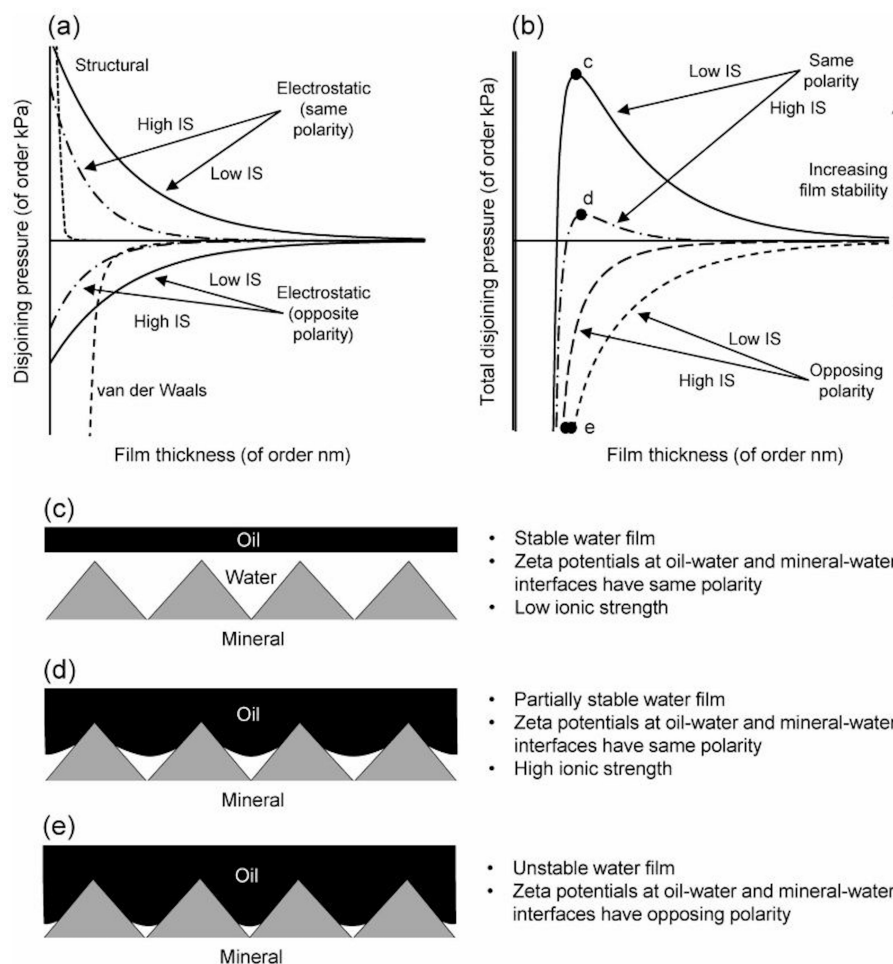 (a)
Structural
Electrostatic
(same
polarity)
High IS
Low IS
Low IS
Electrostatic
(opposite
polarity)
High IS
van der Waals
Disjoining pressure (of order kPa)
Film thickness (of order nm)
(b)
c
Low IS
Same
polarity
High IS
d
Increasing
film stability
Low IS
High IS
Opposing
polarity
e
Total disjoining pressure (of order kPa)
Film thickness (of order nm)
(c)
Oil
Water
Mineral
• Stable water film
• Zeta potentials at oil-water and mineral-water
interfaces have same polarity
• Low ionic strength
(d)
Oil
Mineral
• Partially stable water film
• Zeta potentials at oil-water and mineral-water
interfaces have same polarity
• High ionic strength
(e)
Oil
Mineral
• Unstable water film
• Zeta potentials at oil-water and mineral-water
interfaces have opposing polarity